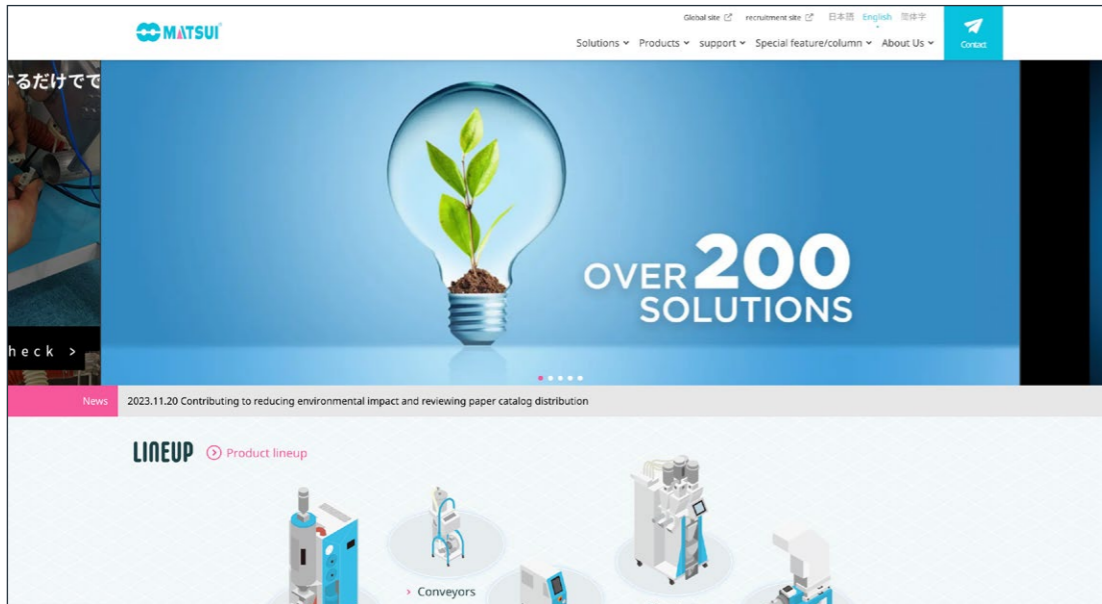 Global site recruitment site 日本語 English 简体字
MATSUI
Solutions Products support Special feature/column About Us Contact
するだけでで
OVER 200
SOLUTIONS
heck >
News 2023.11.20 Contributing to reducing environmental impact and reviewing paper catalog distribution
LINEUP Product lineup
Conveyors